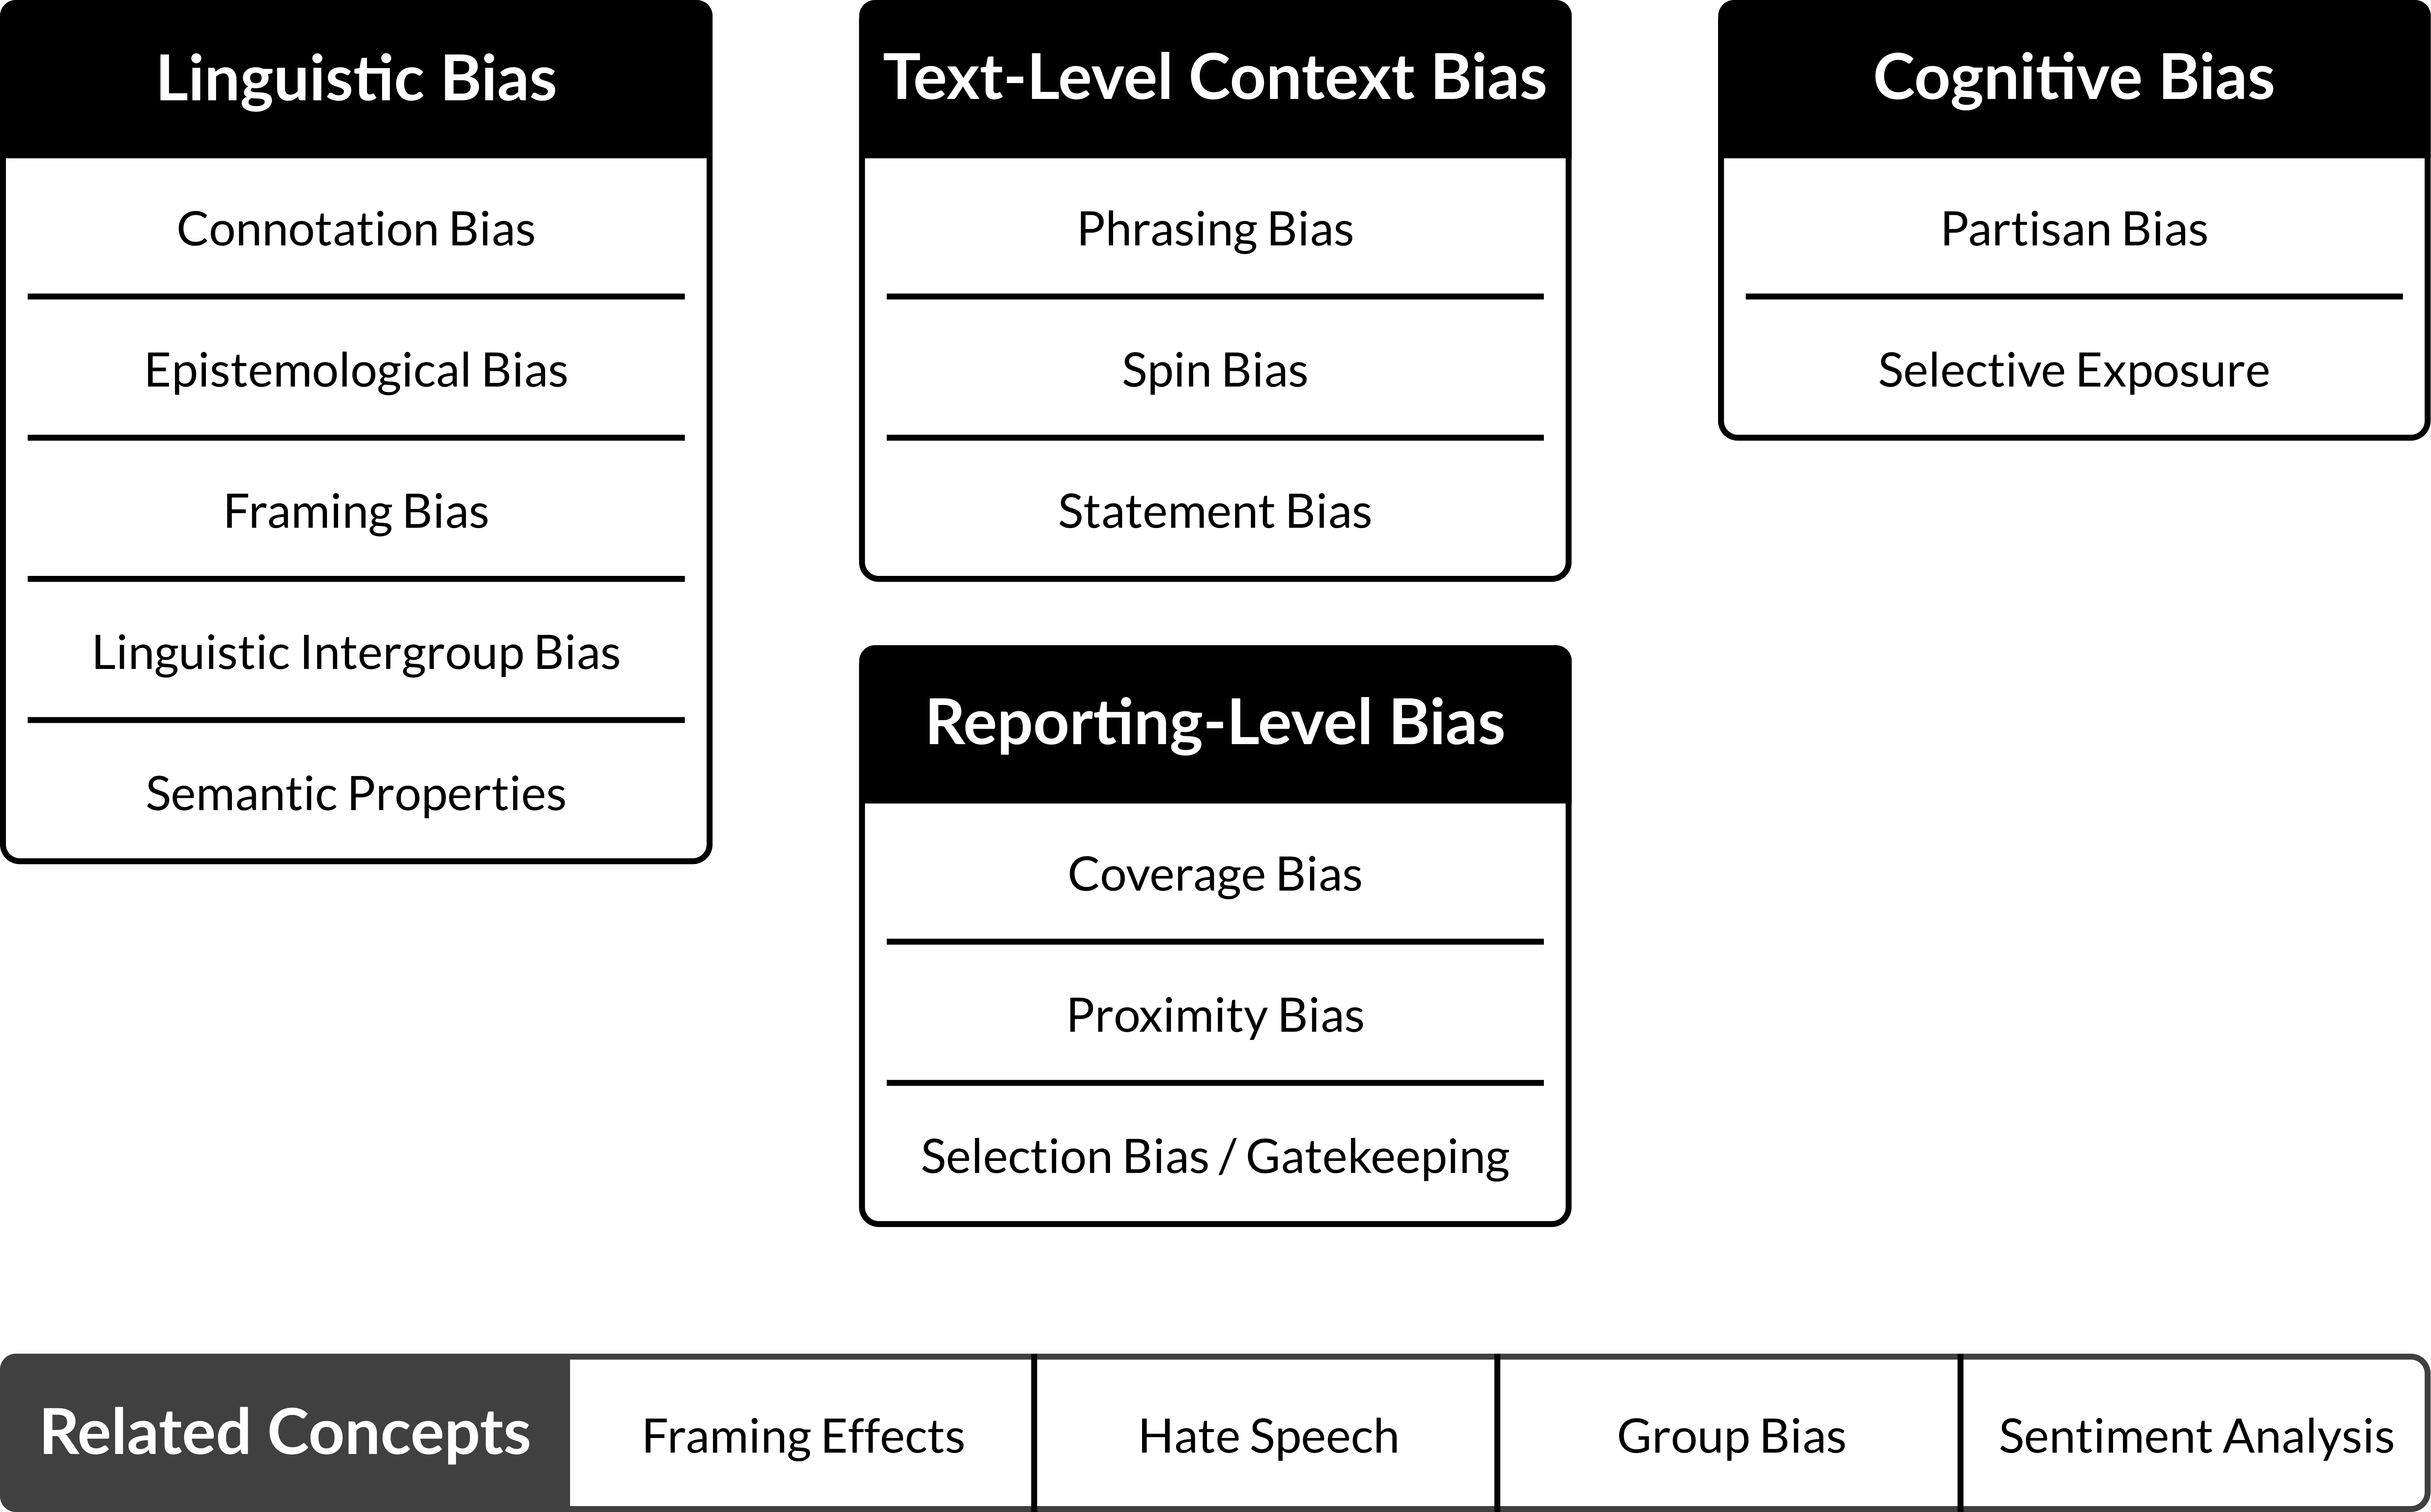 Linguistic Bias
Connotation Bias
Epistemological Bias
Framing Bias
Linguistic Intergroup Bias
Semantic Properties
Text-Level Context Bias
Phrasing Bias
Spin Bias
Statement Bias
Reporting-Level Bias
Coverage Bias
Proximity Bias
Selection Bias / Gatekeeping
Cognitive Bias
Partisan Bias
Selective Exposure
Related Concepts
Framing Effects
Hate Speech
Group Bias
Sentiment Analysis